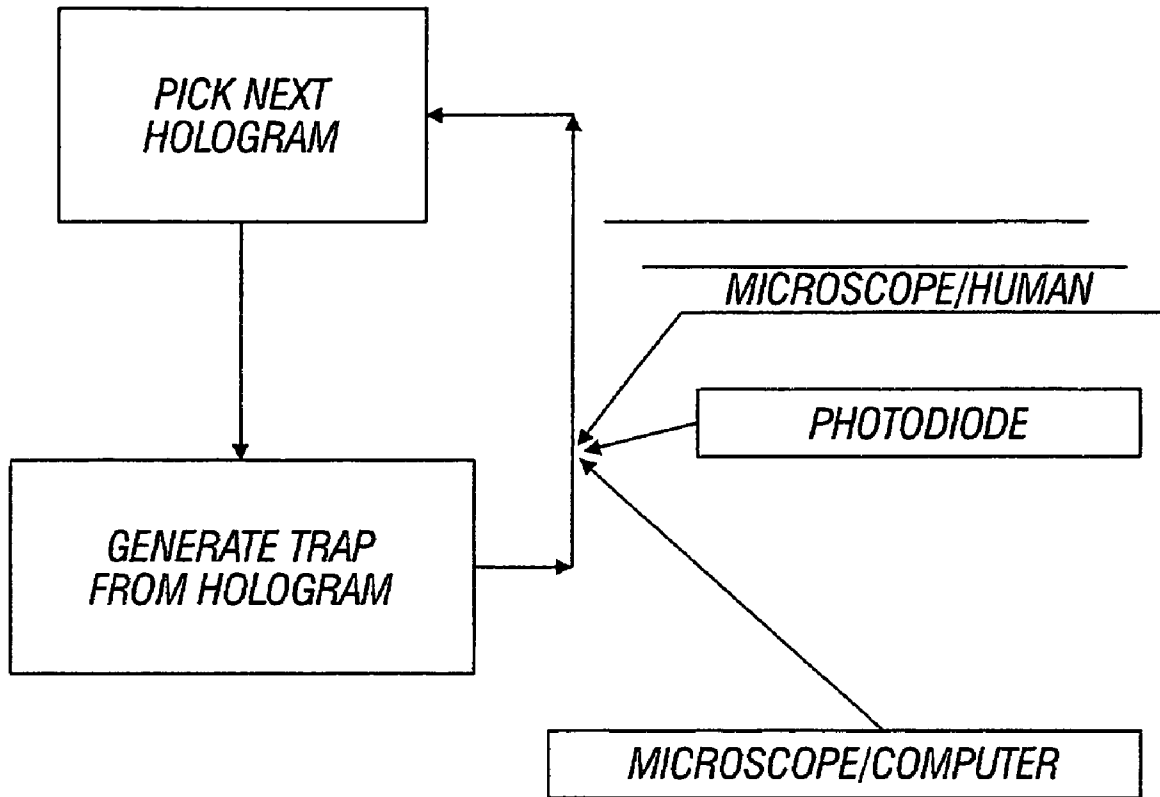 PICK NEXT
HOLOGRAM
MICROSCOPE/HUMAN
PHOTODIODE
GENERATE TRAP
FROM HOLOGRAM
MICROSCOPE/COMPUTER